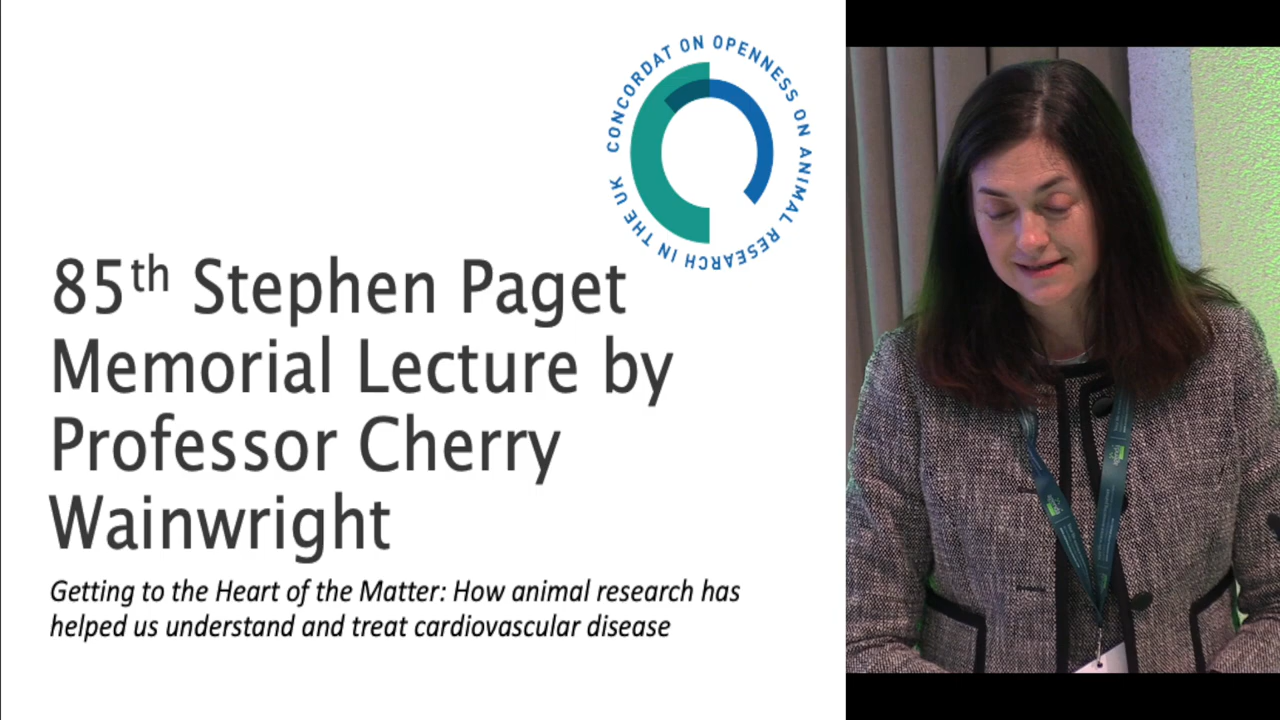 CONCORDAT ON OPENNESS ON ANIMAL RESEARCH IN THE UK
85th Stephen Paget
Memorial Lecture by
Professor Cherry
Wainwright
Getting to the Heart of the Matter: How animal research has
helped us understand and treat cardiovascular disease